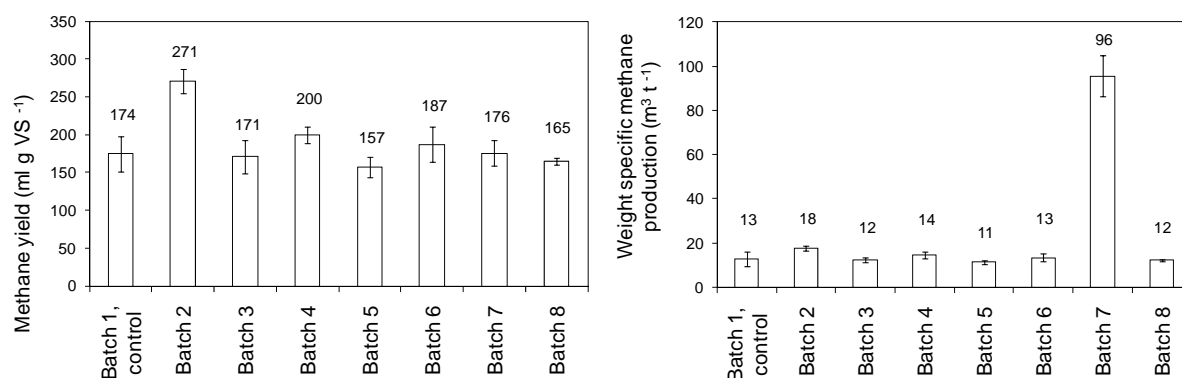 Methane yield (ml g VS -1)
350
300
250
200
150
100
50
0
174
271
171
200
157
187
176
165
Batch 1,
control
Batch 2
Batch 3
Batch 4
Batch 5
Batch 6
Batch 7
Batch 8
Weight specific methane
production (m³ t -1)
120
100
80
60
40
20
0
13
18
12
14
11
13
96
12
Batch 1,
control
Batch 2
Batch 3
Batch 4
Batch 5
Batch 6
Batch 7
Batch 8